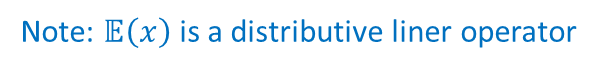 Note: 𝔼(𝑥) is a distributive liner operator